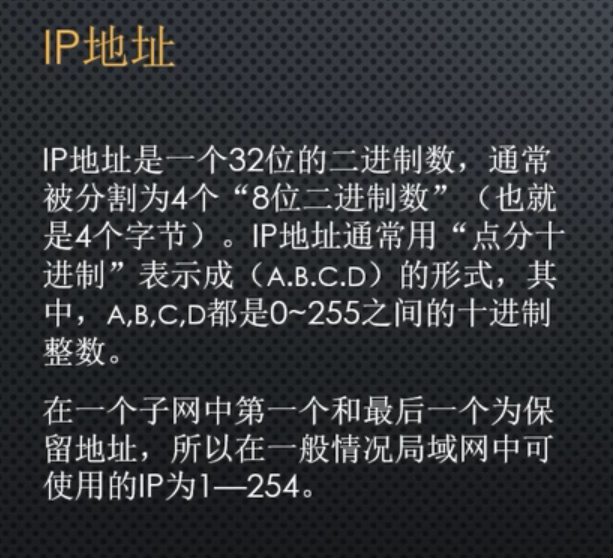 IP地址
IP地址是一个32位的二进制数，通常
被分割为4个“8位二进制数”（也就
是4个字节）。IP地址通常用“点分十
进制”表示成（A.B.C.D）的形式，其
中，A,B,C,D都是0~255之间的十进制
整数。
在一个子网中第一个和最后一个为保
留地址，所以在一般情况局域网中可
使用的IP为1—254。